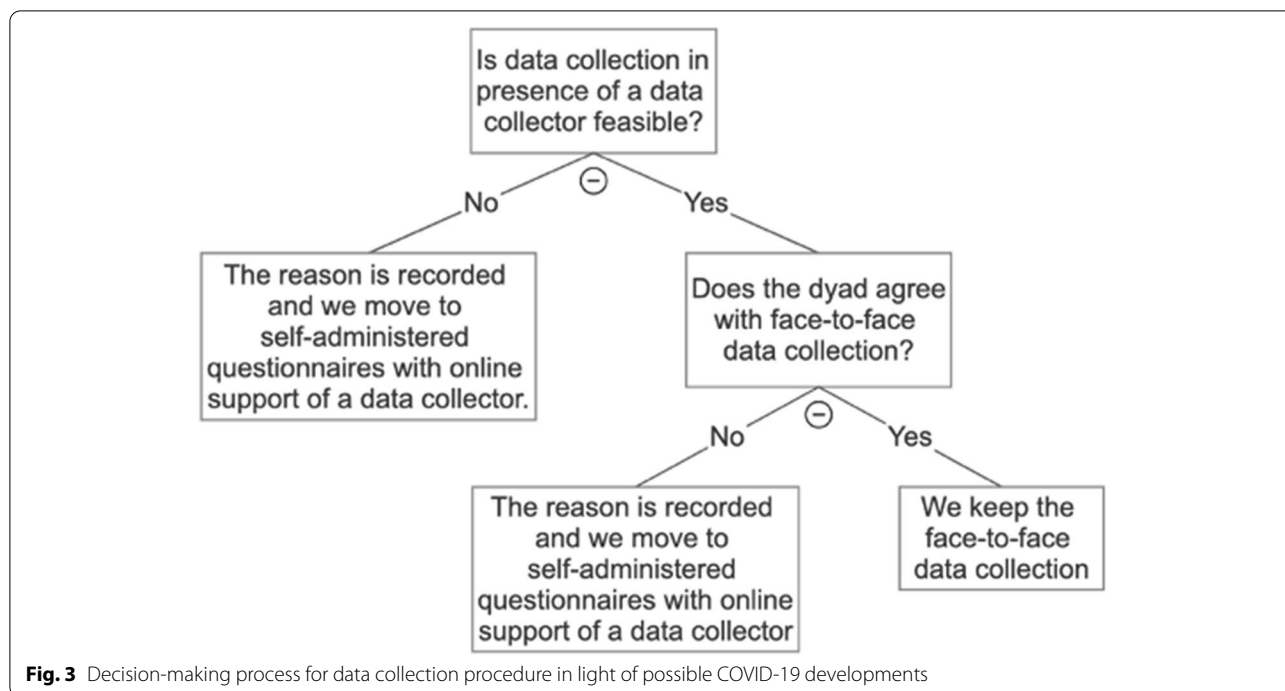 Is data collection in
presence of a data
collector feasible?
No
Yes
The reason is recorded
and we move to
self-administered
questionnaires with online
support of a data collector.
Does the dyad agree
with face-to-face
data collection?
No
Yes
The reason is recorded
and we move to
self-administered
questionnaires with online
support of a data collector
We keep the
face-to-face
data collection
Fig. 3 Decision-making process for data collection procedure in light of possible COVID-19 developments